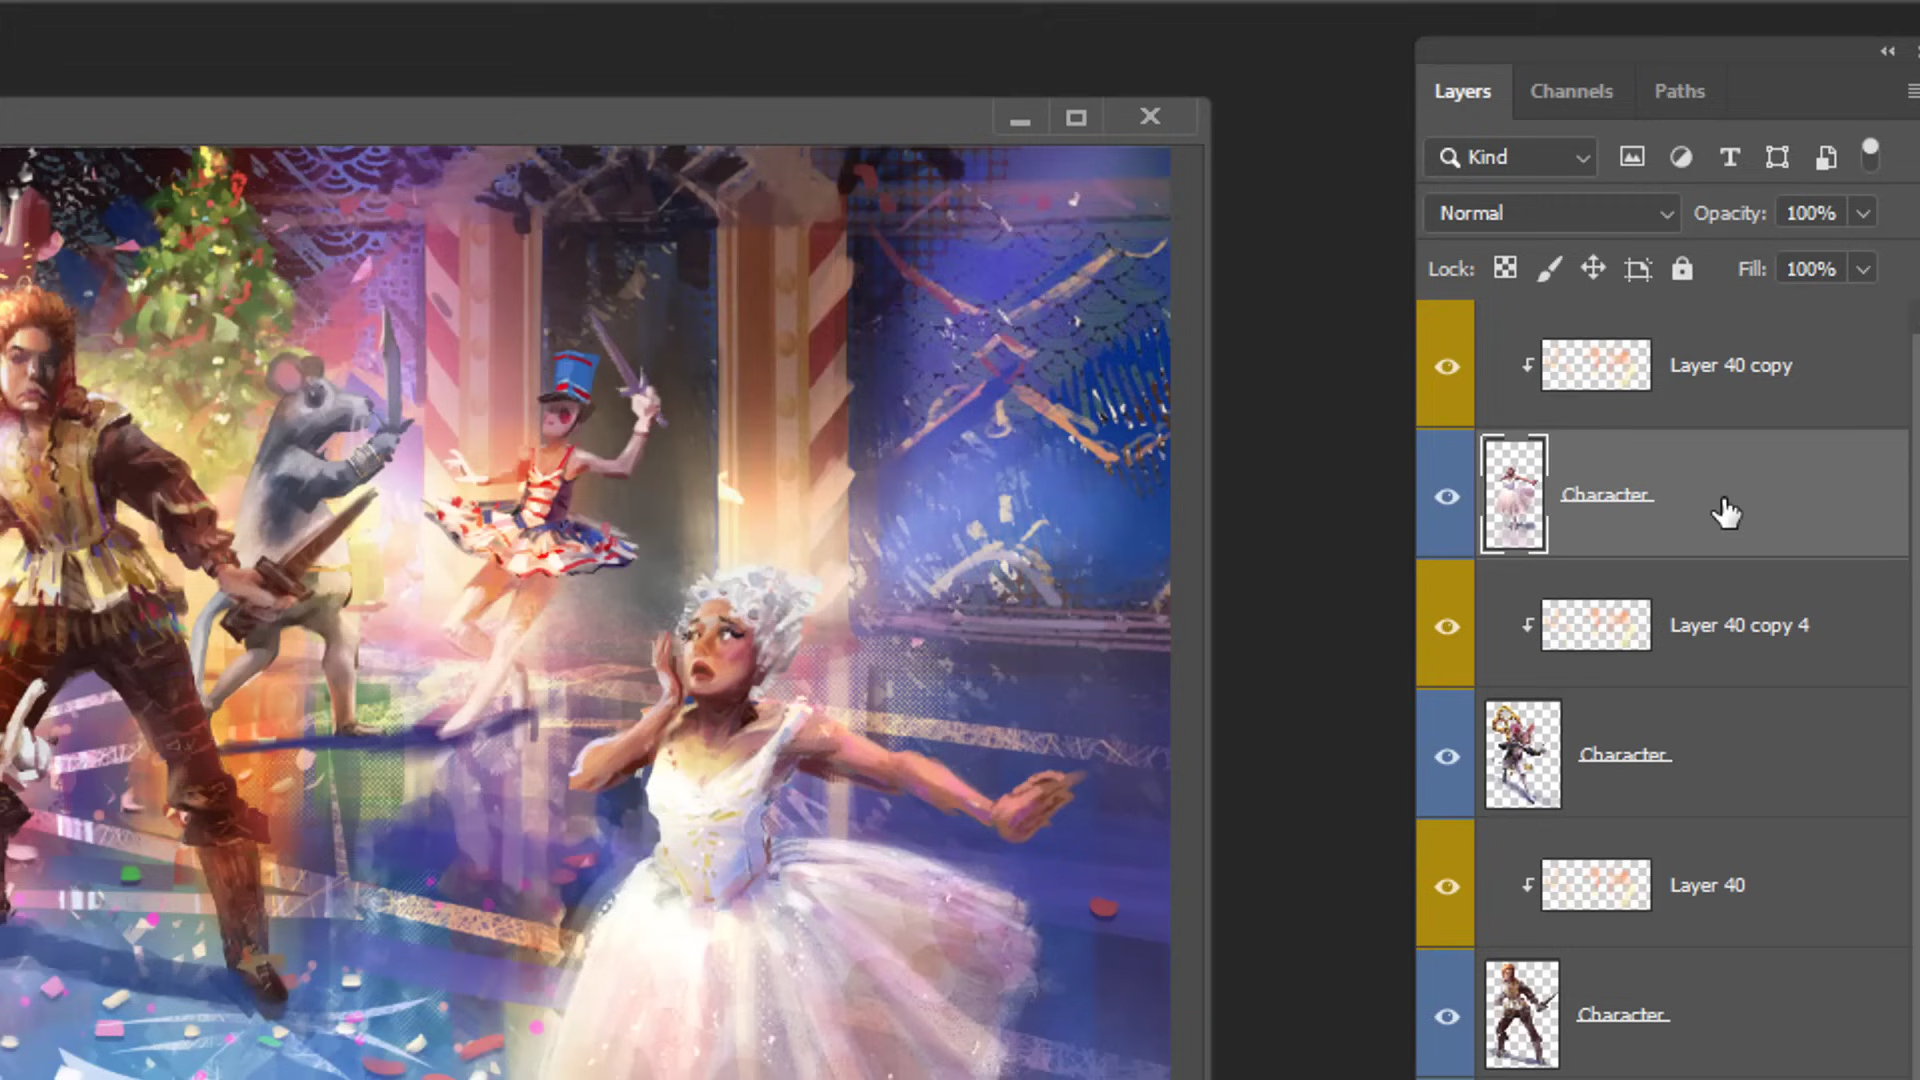 Layers Channels Paths
Kind
Normal Opacity: 100%
Lock: Fill: 100%
Layer 40 copy
Character
Layer 40 copy 4
Character
Layer 40
Character